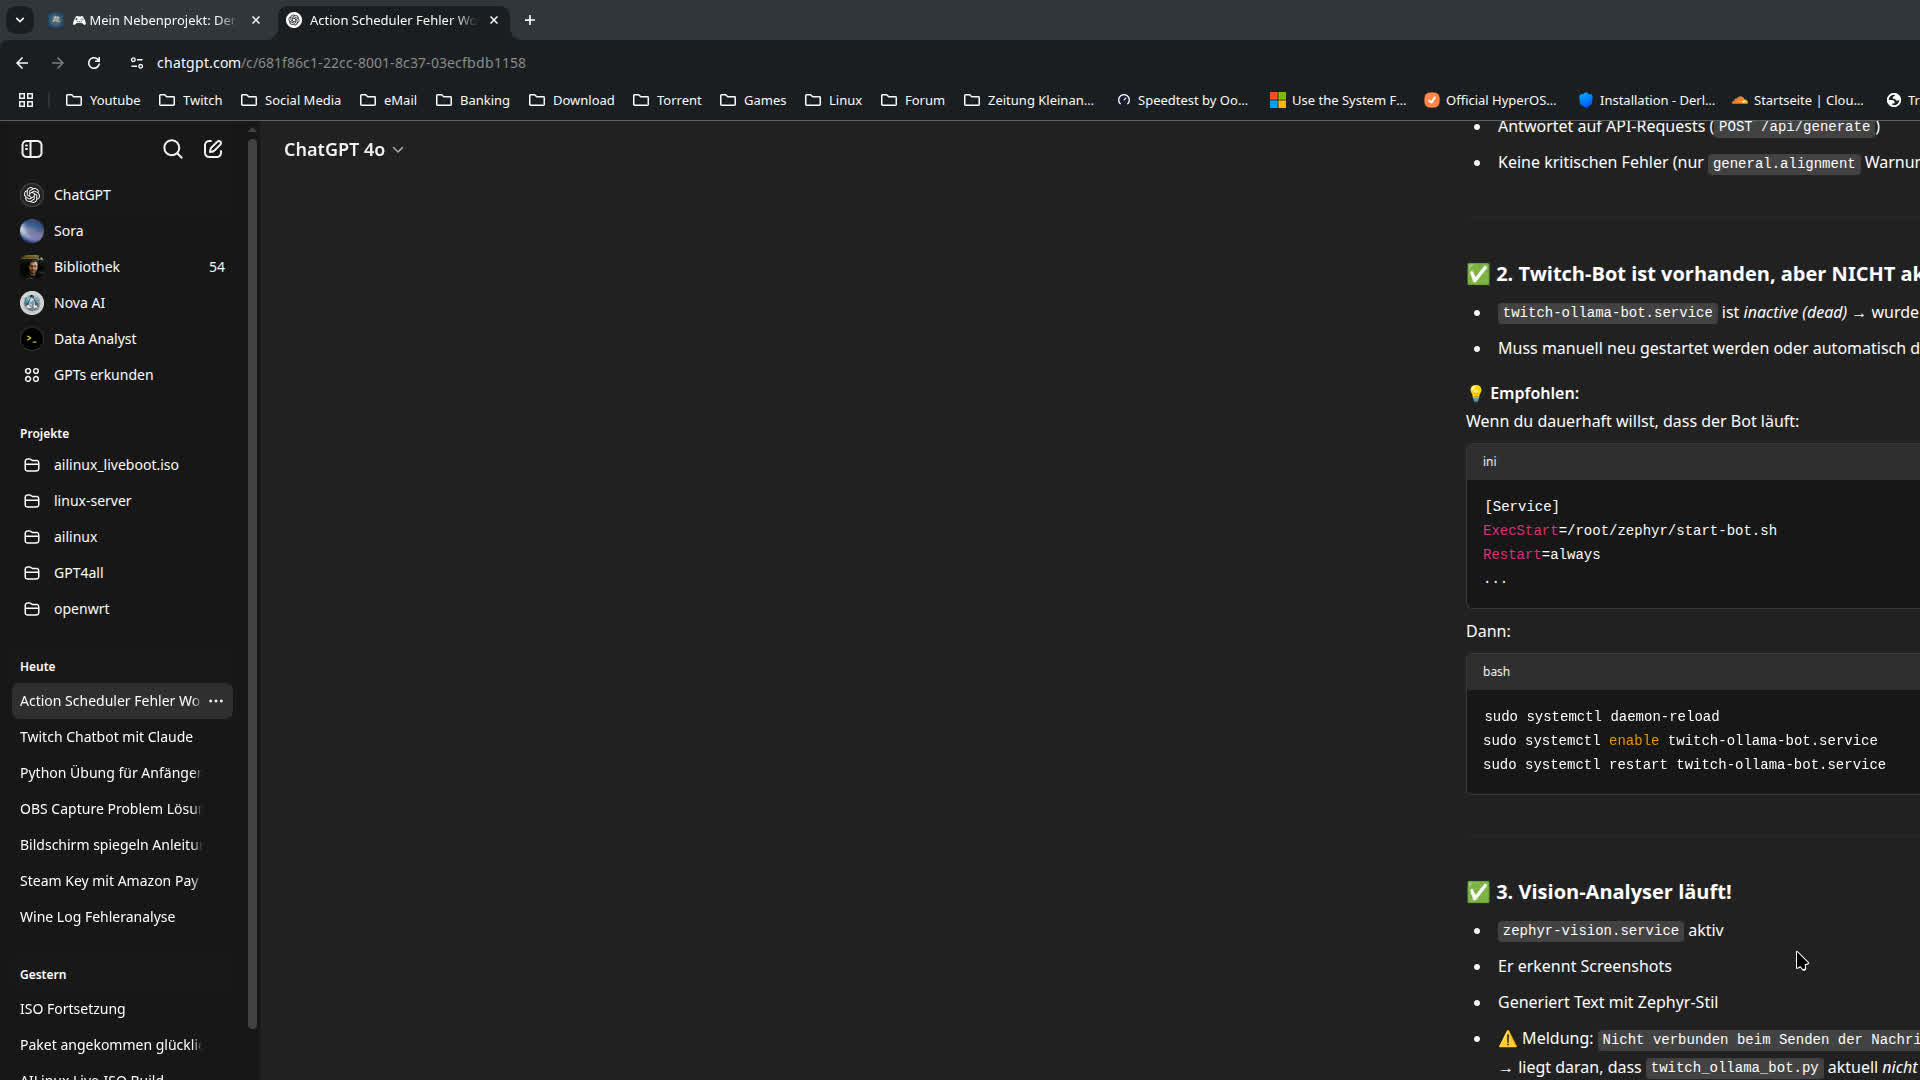 🎮 Mein Nebenprojekt: Der
Action Scheduler Fehler Wo
chatgpt.com/c/681f86c1-22cc-8001-8c37-03ecfbdb1158
Youtube Twitch Social Media eMail Banking Download Torrent Games Linux Forum Zeitung Kleinan... Speedtest by Oo... Use the System F... Official HyperOS... Installation - Derl... Startseite | Clou... Tr
ChatGPT 4o
ChatGPT
Sora
Bibliothek 54
Nova AI
Data Analyst
GPTs erkunden
Projekte
ailinux_liveboot.iso
linux-server
ailinux
GPT4all
openwrt
Heute
Action Scheduler Fehler Wo
Twitch Chatbot mit Claude
Python Übung für Anfänger
OBS Capture Problem Lösu
Bildschirm spiegeln Anleitu
Steam Key mit Amazon Pay
Wine Log Fehleranalyse
Gestern
ISO Fortsetzung
Paket angekommen glückli
AILinux Live ISO Build
• Antwortet auf API-Requests (POST /api/generate)
• Keine kritischen Fehler (nur general.alignment Warnur
✅ 2. Twitch-Bot ist vorhanden, aber NICHT ak
• twitch-ollama-bot.service ist inactive (dead) → wurde
• Muss manuell neu gestartet werden oder automatisch d
💡 Empfohlen:
Wenn du dauerhaft willst, dass der Bot läuft:
ini
[Service]
ExecStart=/root/zephyr/start-bot.sh
Restart=always
...
Dann:
bash
sudo systemctl daemon-reload
sudo systemctl enable twitch-ollama-bot.service
sudo systemctl restart twitch-ollama-bot.service
✅ 3. Vision-Analyser läuft!
• zephyr-vision.service aktiv
• Er erkennt Screenshots
• Generiert Text mit Zephyr-Stil
• ⚠️ Meldung: Nicht verbunden beim Senden der Nachri
→ liegt daran, dass twitch_ollama_bot.py aktuell nicht